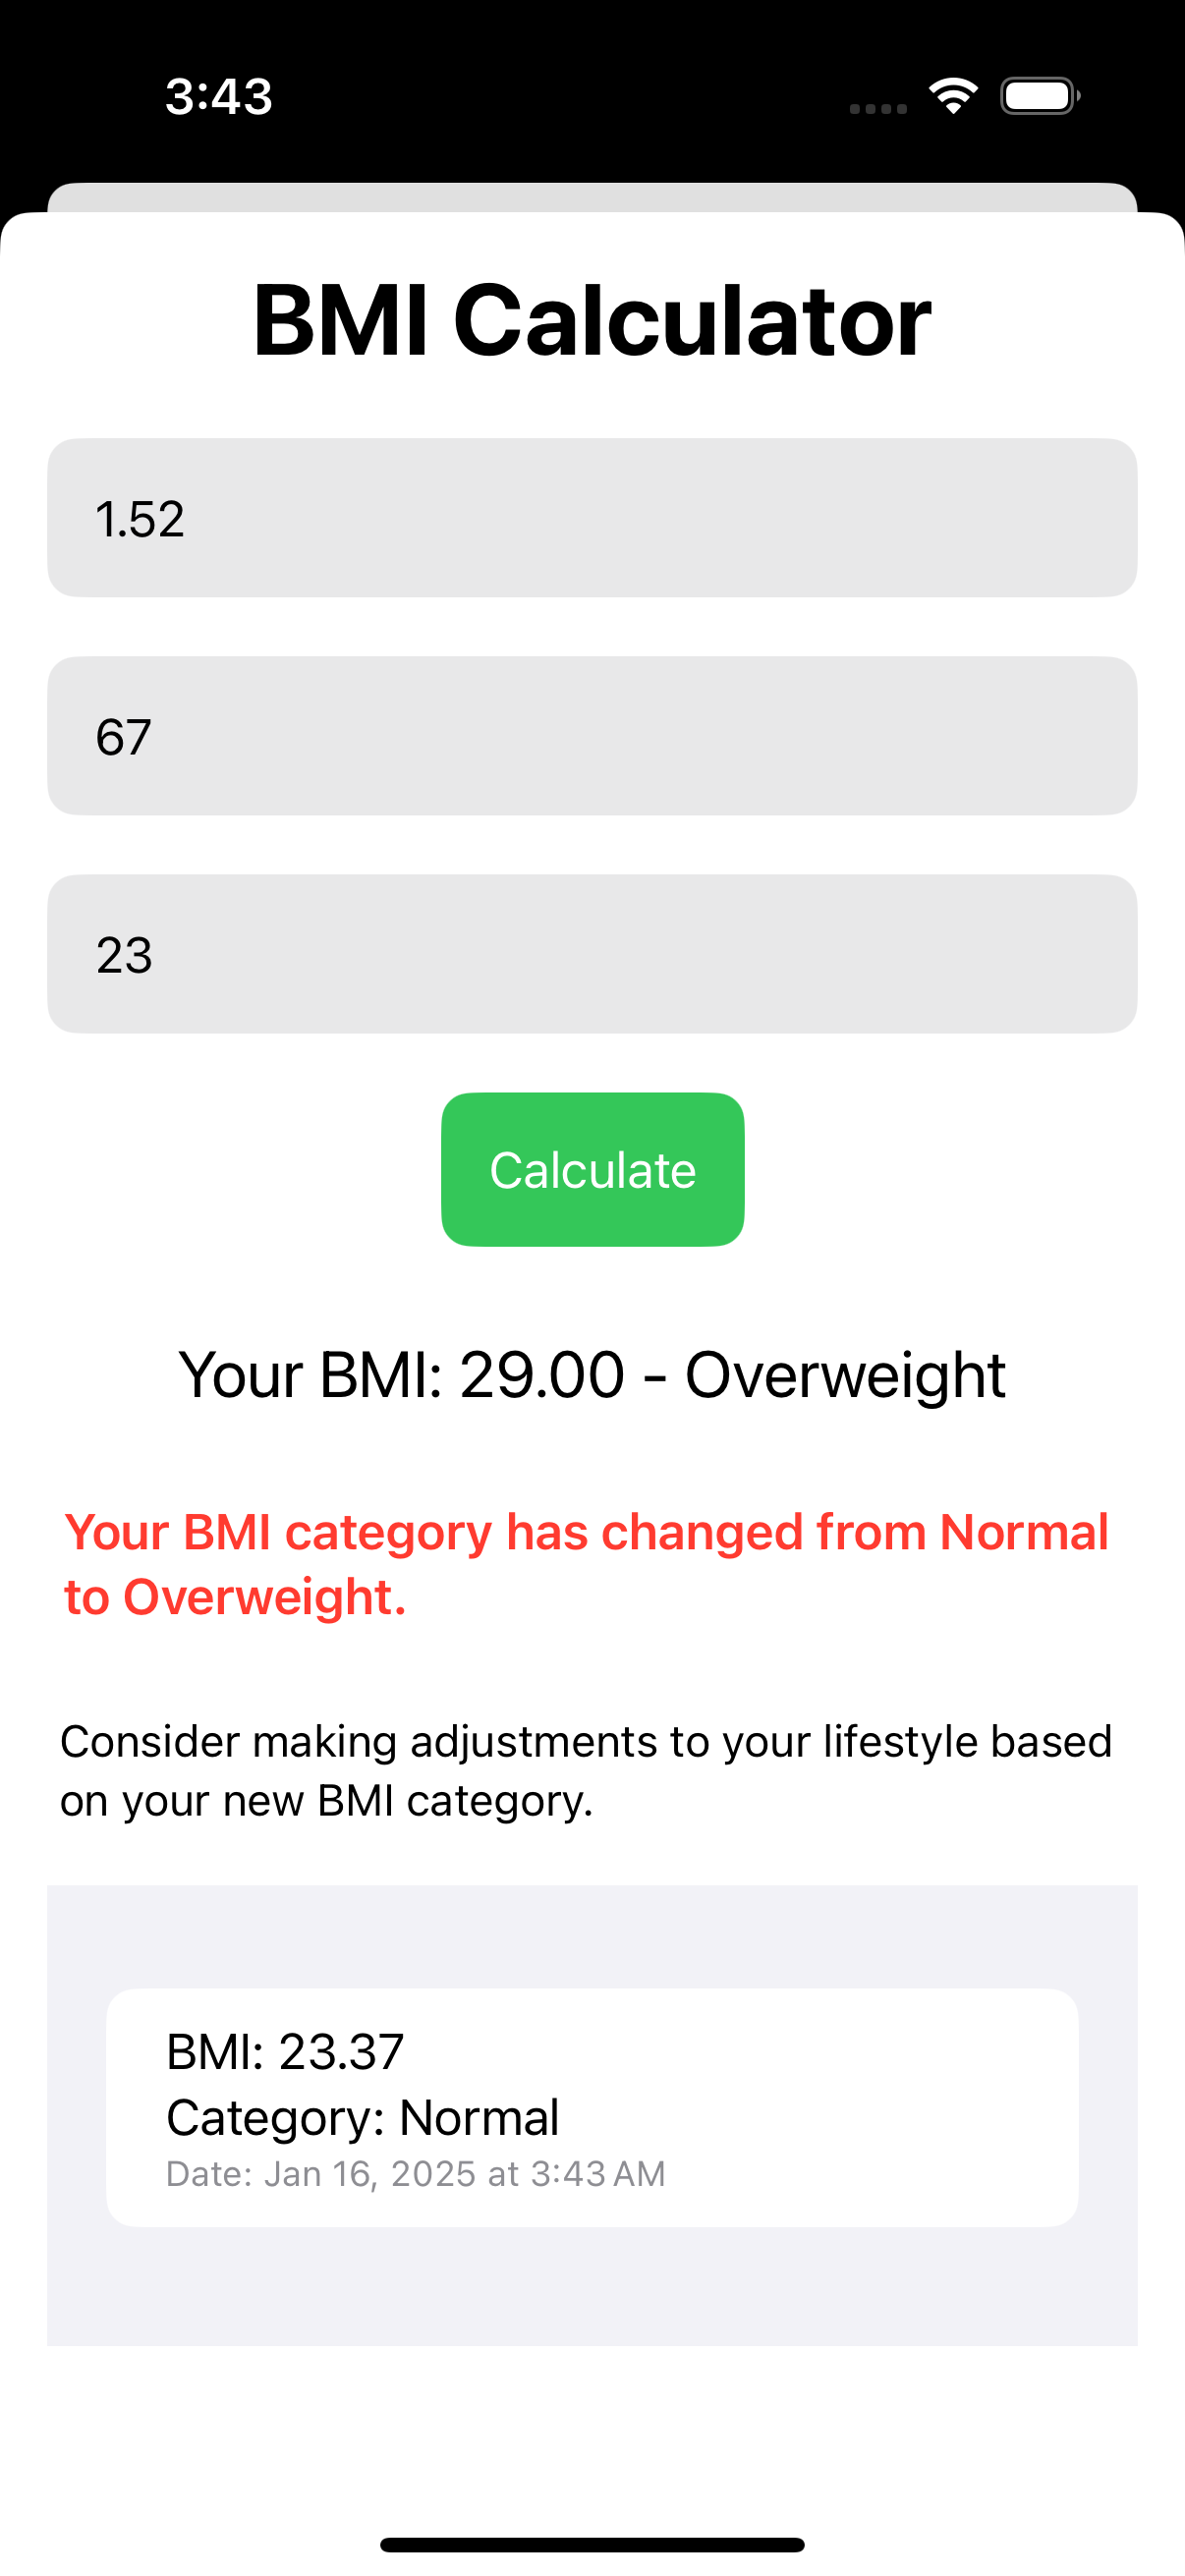 3:43
BMI Calculator
1.52
67
23
Calculate
Your BMI: 29.00 - Overweight
Your BMI category has changed from Normal
to Overweight.
Consider making adjustments to your lifestyle based
on your new BMI category.
BMI: 23.37
Category: Normal
Date: Jan 16, 2025 at 3:43 AM